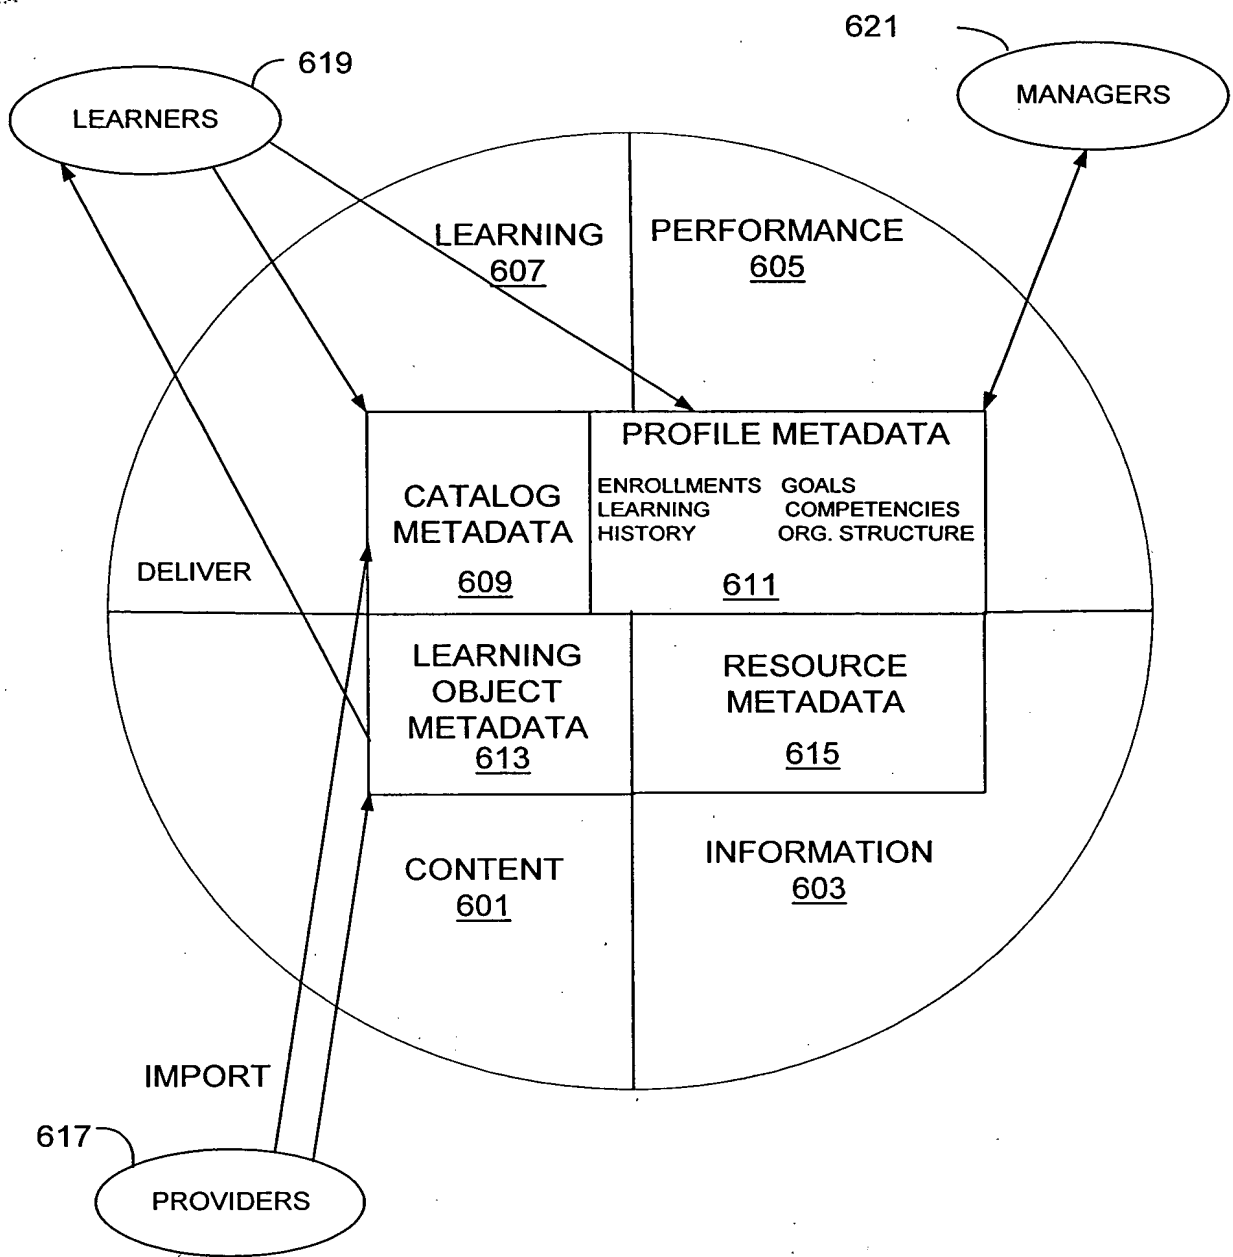 621
619
MANAGERS
LEARNERS
LEARNING
607
PERFORMANCE
605
PROFILE METADATA
ENROLLMENTS GOALS
LEARNING COMPETENCIES
HISTORY ORG. STRUCTURE
611
CATALOG
METADATA
609
DELIVER
LEARNING
OBJECT
METADATA
613
RESOURCE
METADATA
615
CONTENT
601
INFORMATION
603
IMPORT
617
PROVIDERS